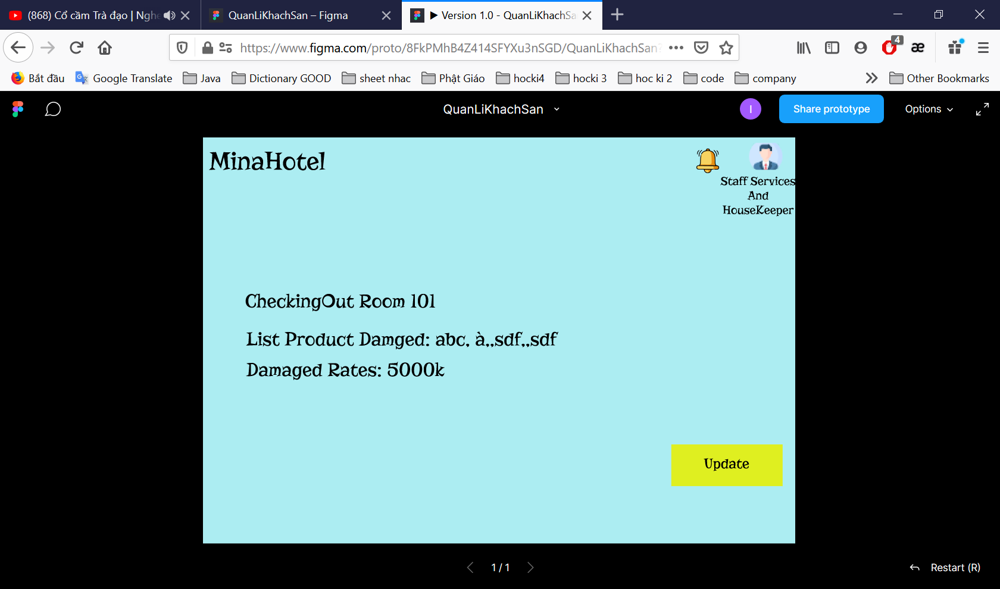 (868) Cổ cầm Trà đạo | Nghe
QuanLiKhachSan – Figma
▶ Version 1.0 - QuanLiKhachSa
https://www.figma.com/proto/8FkPMhB4Z414SFYXu3nSGD/QuanLiKhachSan?
4
æ
Bắt đầu
Google Translate
Java
Dictionary GOOD
sheet nhac
Phật Giáo
hocki4
hocki 3
hoc ki 2
code
company
Other Bookmarks
QuanLiKhachSan
I
Share prototype
Options
MinaHotel
Staff Services
And
HouseKeeper
CheckingOut Room 101
List Product Damged: abc, à,,sdf,,sdf
Damaged Rates: 5000k
Update
1 / 1
Restart (R)